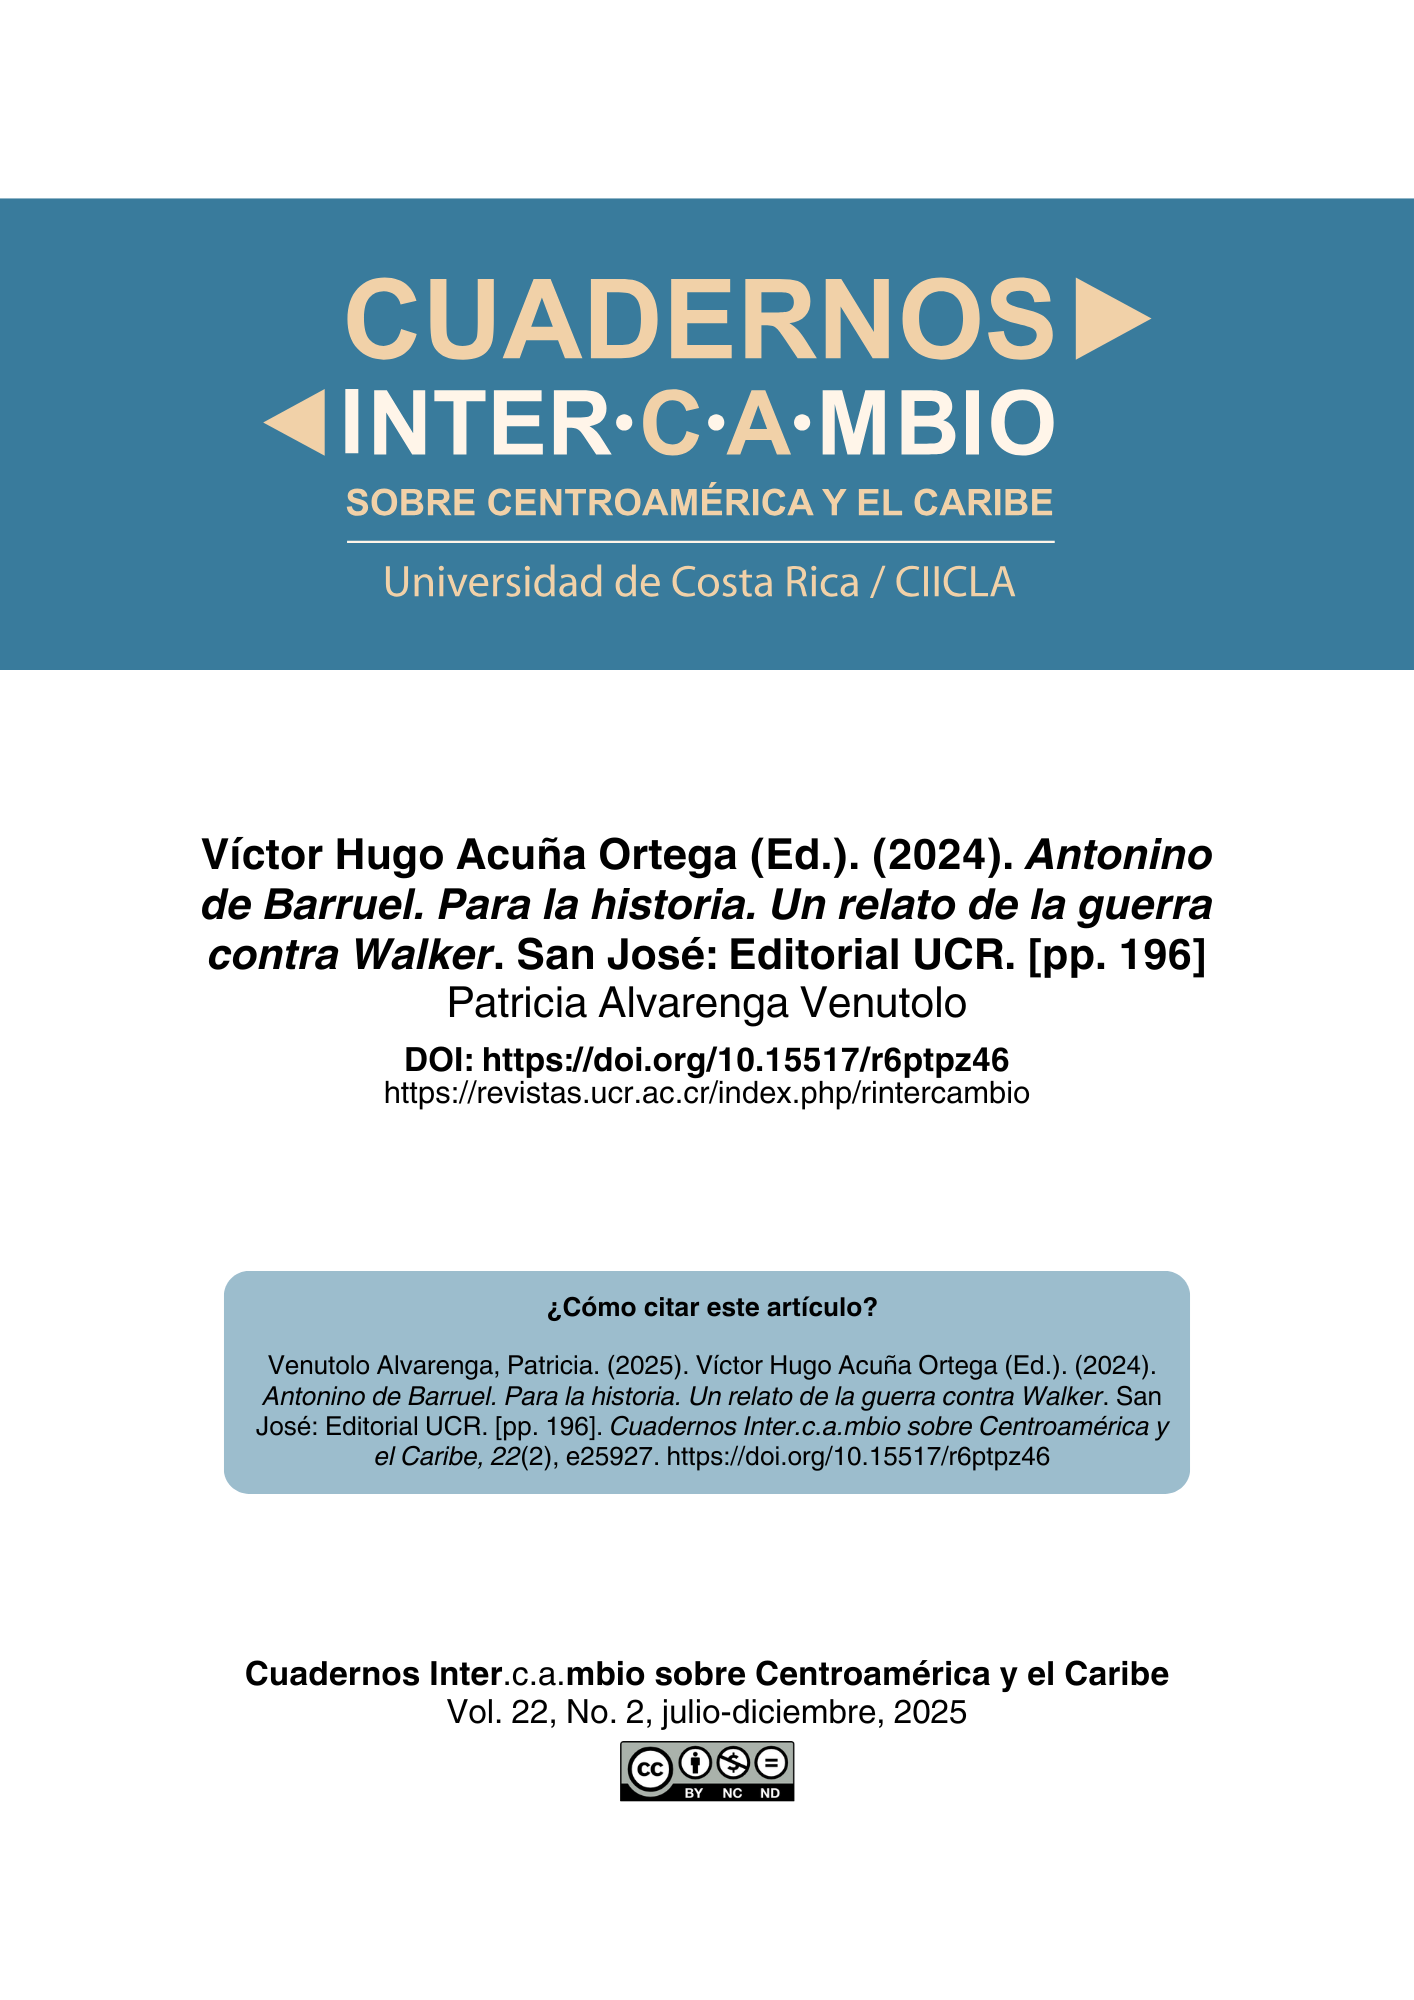 CUADERNOS
INTER·C·A·MBIO
SOBRE CENTROAMÉRICA Y EL CARIBE
Universidad de Costa Rica / CIICLA
Víctor Hugo Acuña Ortega (Ed.). (2024). Antonino
de Barruel. Para la historia. Un relato de la guerra
contra Walker. San José: Editorial UCR. [pp. 196]
Patricia Alvarenga Venutolo
DOI: https://doi.org/10.15517/r6ptpz46
https://revistas.ucr.ac.cr/index.php/rintercambio
¿Cómo citar este artículo?
Venutolo Alvarenga, Patricia. (2025). Víctor Hugo Acuña Ortega (Ed.). (2024).
Antonino de Barruel. Para la historia. Un relato de la guerra contra Walker. San
José: Editorial UCR. [pp. 196]. Cuadernos Inter.c.a.mbio sobre Centroamérica y
el Caribe, 22(2), e25927. https://doi.org/10.15517/r6ptpz46
Cuadernos Inter.c.a.mbio sobre Centroamérica y el Caribe
Vol. 22, No. 2, julio-diciembre, 2025
cc BY NC ND